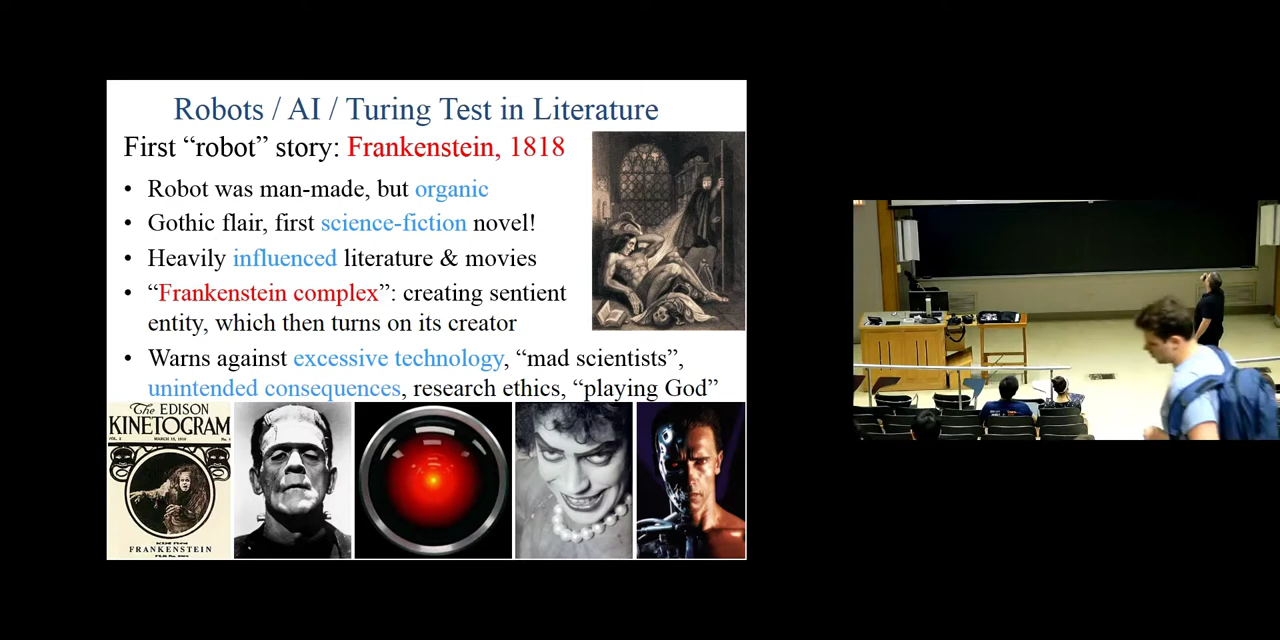 Robots / AI / Turing Test in Literature
First “robot” story: Frankenstein, 1818
• Robot was man-made, but organic
• Gothic flair, first science-fiction novel!
• Heavily influenced literature & movies
• “Frankenstein complex”: creating sentient
entity, which then turns on its creator
• Warns against excessive technology, “mad scientists”,
unintended consequences, research ethics, “playing God”
The EDISON
KINETOGRAM
VOL. 2
MARCH 15, 1910
FRANKENSTEIN